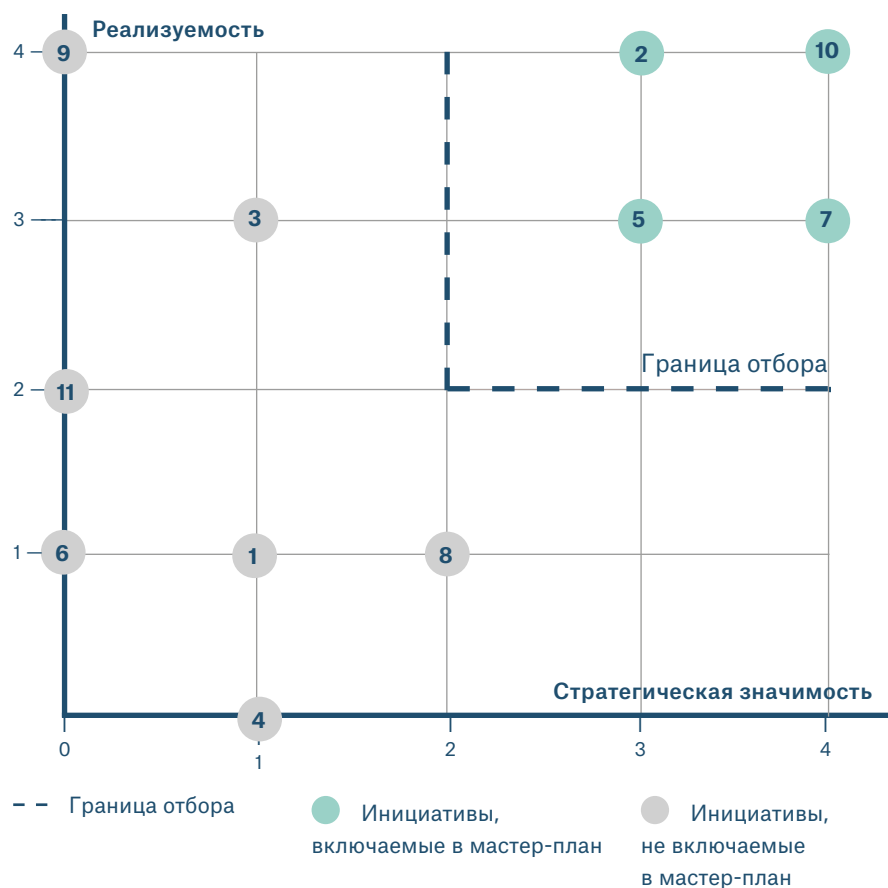 Реализуемость
4
9
2
10
3
3
5
7
Граница отбора
2
11
1
6
1
8
Стратегическая значимость
4
0
1
2
3
4
Граница отбора
Инициативы,
включаемые в мастер-план
Инициативы,
не включаемые
в мастер-план